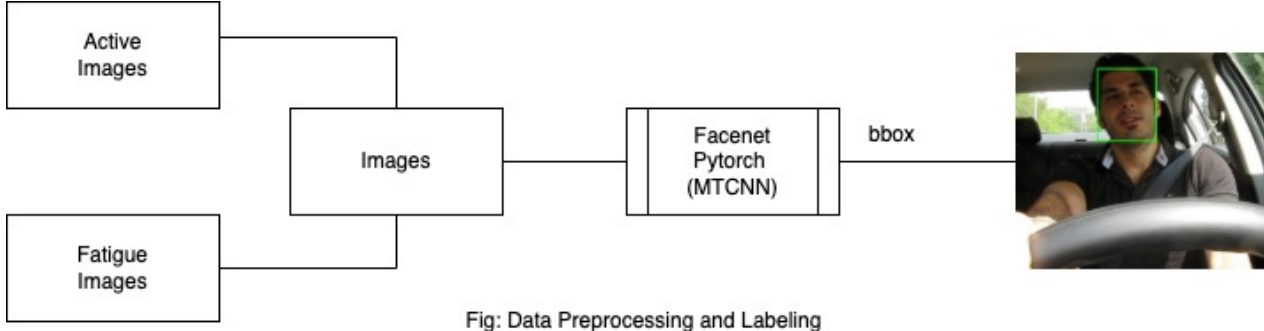 Active
Images
Images
Fatigue
Images
Facenet
Pytorch
(MTCNN)
bbox
Fig: Data Preprocessing and Labeling